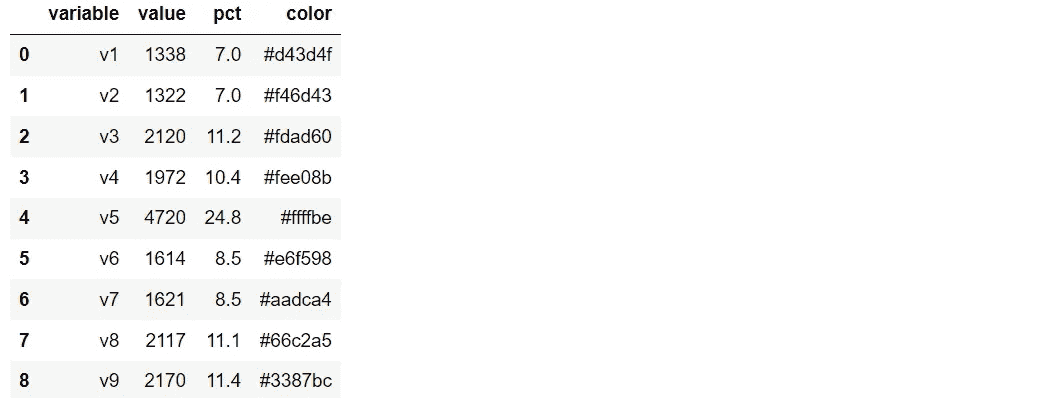 variable value pct color
0 v1 1338 7.0 #d43d4f
1 v2 1322 7.0 #f46d43
2 v3 2120 11.2 #fdad60
3 v4 1972 10.4 #fee08b
4 v5 4720 24.8 #ffffbe
5 v6 1614 8.5 #e6f598
6 v7 1621 8.5 #aadca4
7 v8 2117 11.1 #66c2a5
8 v9 2170 11.4 #3387bc